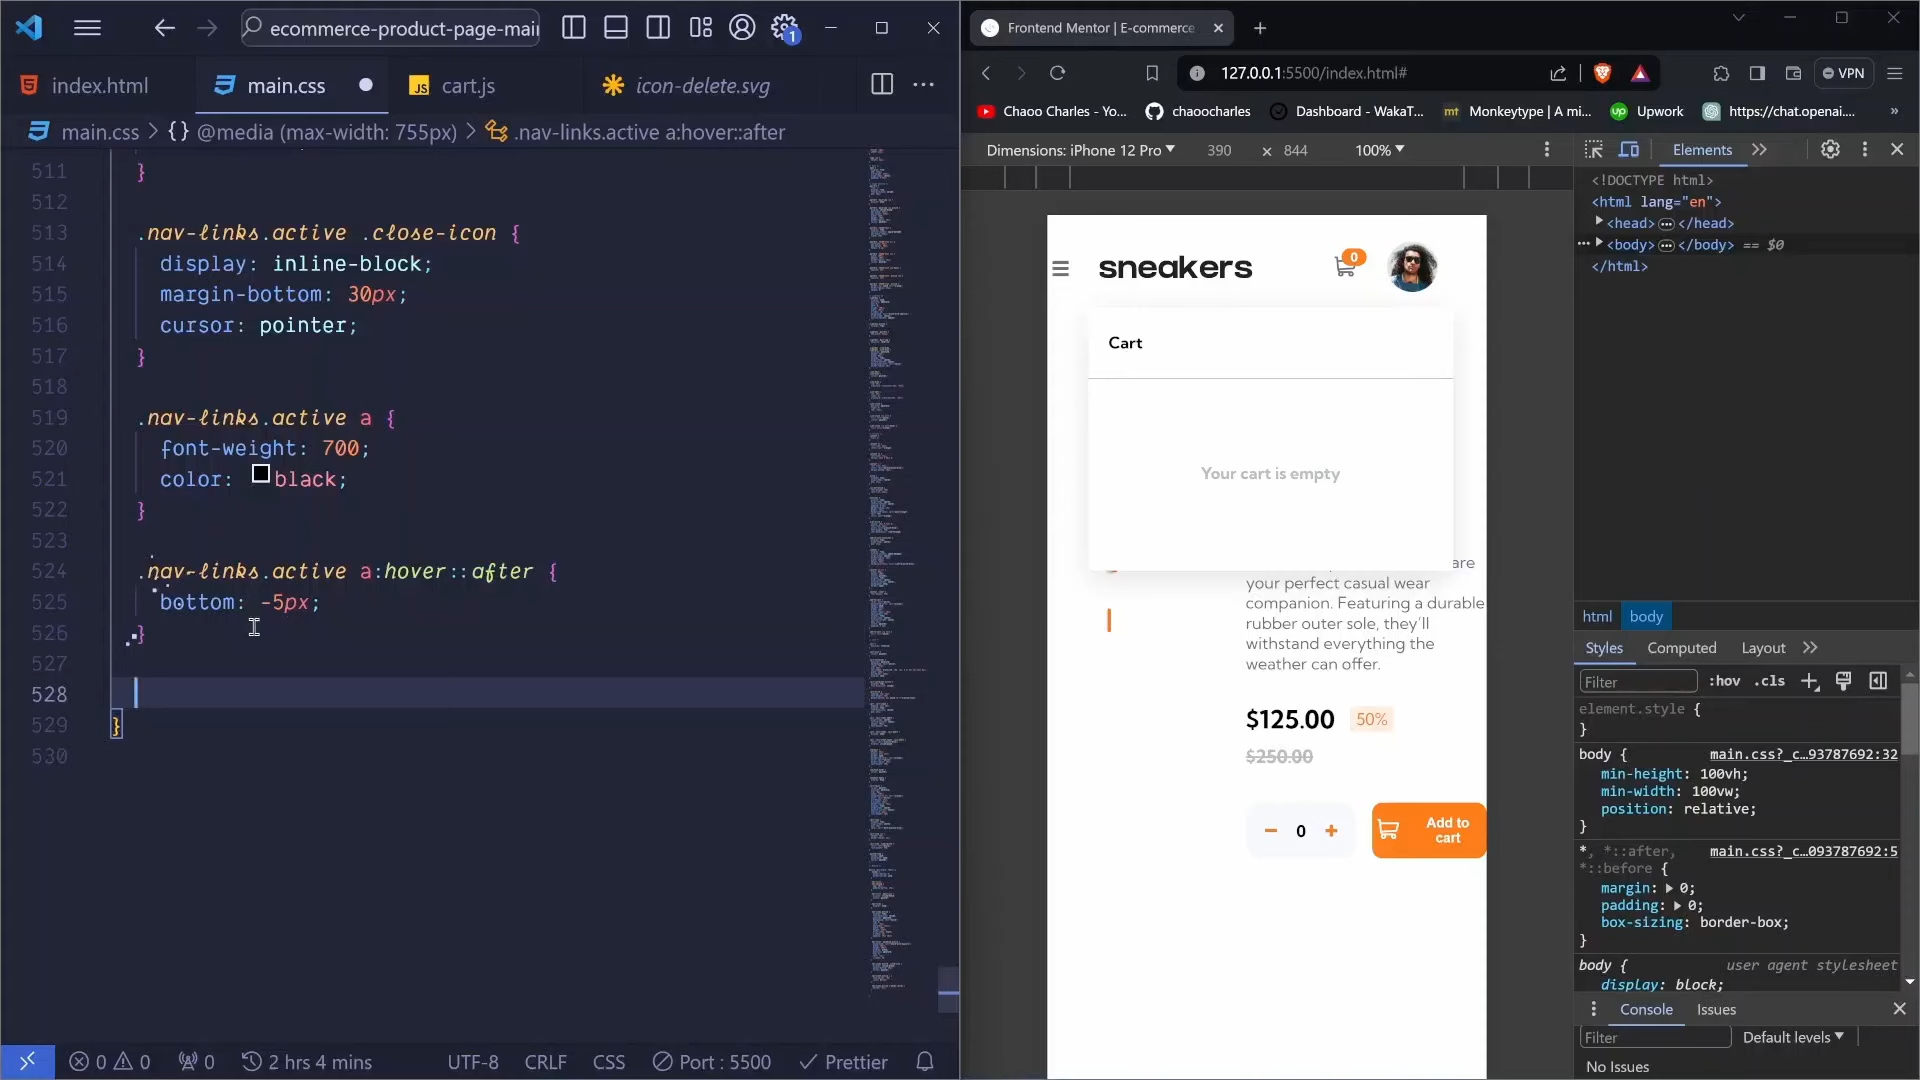 ecommerce-product-page-mai
1
index.html
main.css
JS cart.js
icon-delete.svg
main.css > {} @media (max-width: 755px) > .nav-links.active a:hover::after
511 }
512
513 .nav-links.active .close-icon {
514 display: inline-block;
515 margin-bottom: 30px;
516 cursor: pointer;
517 }
518
519 .nav-links.active a {
520 font-weight: 700;
521 color: black;
522 }
523
524 .nav-links.active a:hover::after {
525 bottom: -5px;
526 }
527
528
529 }
530
0 0 0 2 hrs 4 mins UTF-8 CRLF CSS Port : 5500 Prettier
Frontend Mentor | E-commerce
127.0.0.1:5500/index.html#
VPN
Chaoo Charles - Yo... chaoocharles Dashboard - WakaT... mt Monkeytype | A mi... up Upwork https://chat.openai.... »
Dimensions: iPhone 12 Pro 390 × 844 100%
sneakers
0
Cart
Your cart is empty
are
your perfect casual wear
companion. Featuring a durable
rubber outer sole, they'll
withstand everything the
weather can offer.
$125.00 50%
$250.00
0
Add to
cart
Elements
<!DOCTYPE html>
<html lang="en">
<head> </head>
<body> </body> == $0
</html>
html body
Styles Computed Layout
Filter :hov .cls
element.style {
}
body { main.css?_c…93787692:32
min-height: 100vh;
min-width: 100vw;
position: relative;
}
*, *::after, main.css?_c…093787692:5
*::before {
margin: 0;
padding: 0;
box-sizing: border-box;
}
body { user agent stylesheet
display: block;
Console Issues
Filter Default levels
No Issues